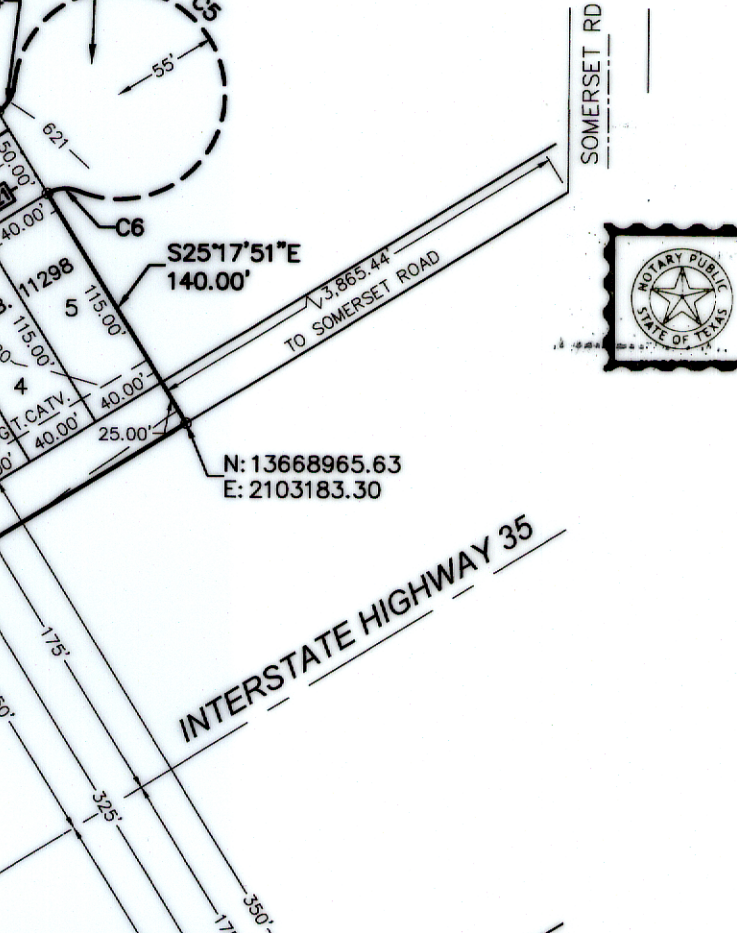 C5
55'
SOMERSET RD
621
50.00'
40.00'
C6
S25°17'51"E
140.00'
11298
5
115.00'
3,865.44'
TO SOMERSET ROAD
NOTARY PUBLIC
STATE OF TEXAS
115.00'
4
40.00'
T.CATV.
40.00'
25.00'
N: 13668965.63
E: 2103183.30
INTERSTATE HIGHWAY 35
175'
325'
350'